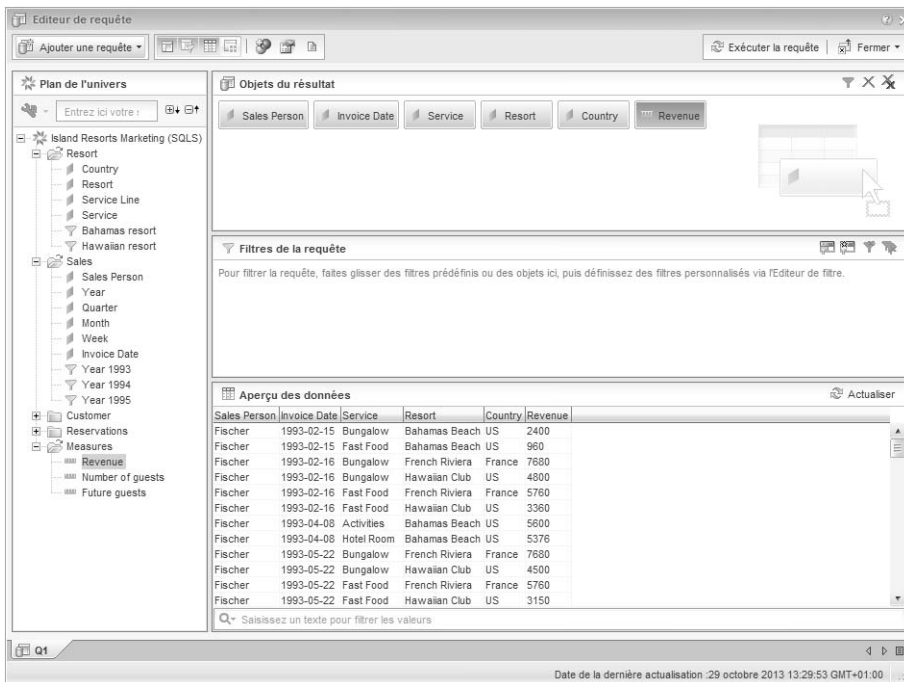 Editeur de requête
Ajouter une requête
Exécuter la requête
Fermer
Plan de l'univers
Entrez ici votre
Island Resorts Marketing (SQLS)
Resort
Country
Resort
Service Line
Service
Bahamas resort
Hawaiian resort
Sales
Sales Person
Year
Quarter
Month
Week
Invoice Date
Year 1993
Year 1994
Year 1995
Customer
Reservations
Measures
Revenue
Number of guests
Future guests
Objets du résultat
Sales Person Invoice Date Service Resort Country Revenue
Filtres de la requête
Pour filtrer la requête, faites glisser des filtres prédéfinis ou des objets ici, puis définissez des filtres personnalisés via l'Editeur de filtre.
Aperçu des données
Actualiser
Sales Person Invoice Date Service Resort Country Revenue
Fischer 1993-02-15 Bungalow Bahamas Beach US 2400
Fischer 1993-02-15 Fast Food Bahamas Beach US 960
Fischer 1993-02-16 Bungalow French Riviera France 7680
Fischer 1993-02-16 Bungalow Hawaiian Club US 4800
Fischer 1993-02-16 Fast Food French Riviera France 5760
Fischer 1993-02-16 Fast Food Hawaiian Club US 3360
Fischer 1993-04-08 Activities Bahamas Beach US 5600
Fischer 1993-04-08 Hotel Room Bahamas Beach US 5376
Fischer 1993-05-22 Bungalow French Riviera France 7680
Fischer 1993-05-22 Bungalow Hawaiian Club US 4500
Fischer 1993-05-22 Fast Food French Riviera France 5760
Fischer 1993-05-22 Fast Food Hawaiian Club US 3150
Saisissez un texte pour filtrer les valeurs
Q1
Date de la dernière actualisation :29 octobre 2013 13:29:53 GMT+01:00